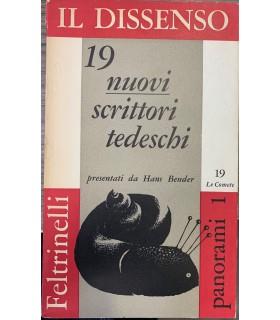 IL DISSENSO
19
nuovi
scrittori
tedeschi
presentati da Hans Bender
19
Le Comete
Feltrinelli
panorami 1